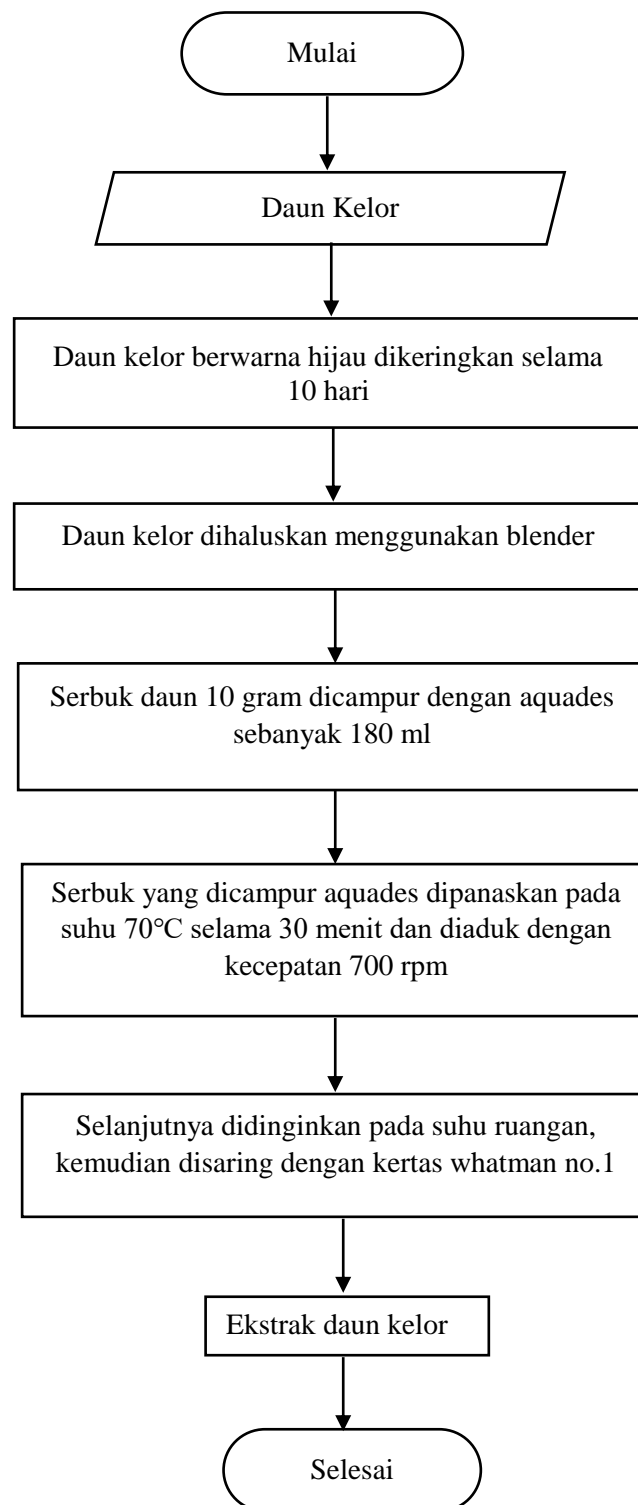 Mulai
Daun Kelor
Daun kelor berwarna hijau dikeringkan selama
10 hari
Daun kelor dihaluskan menggunakan blender
Serbuk daun 10 gram dicampur dengan aquades
sebanyak 180 ml
Serbuk yang dicampur aquades dipanaskan pada
suhu 70°C selama 30 menit dan diaduk dengan
kecepatan 700 rpm
Selanjutnya didinginkan pada suhu ruangan,
kemudian disaring dengan kertas whatman no.1
Ekstrak daun kelor
Selesai